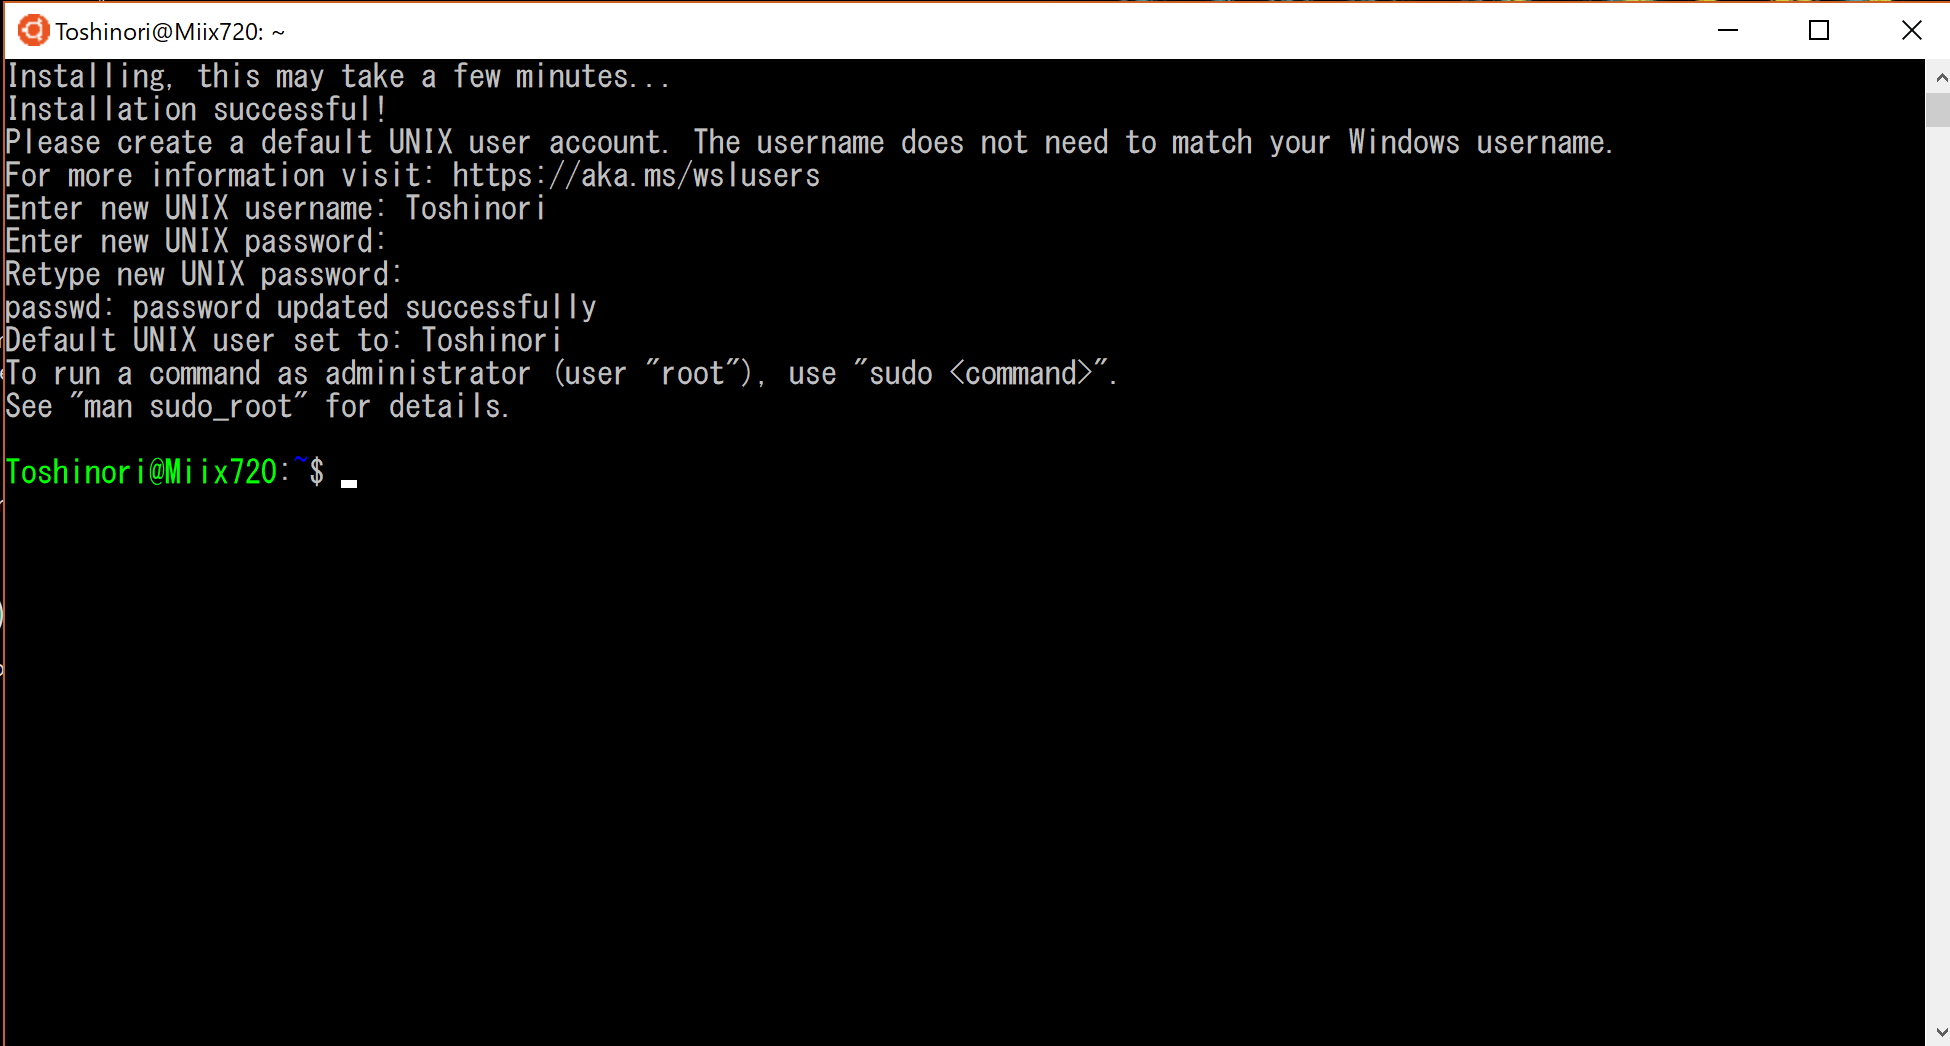 Toshinori@Miix720: ~
Installing, this may take a few minutes...
Installation successful!
Please create a default UNIX user account. The username does not need to match your Windows username.
For more information visit: https://aka.ms/wslusers
Enter new UNIX username: Toshinori
Enter new UNIX password:
Retype new UNIX password:
passwd: password updated successfully
Default UNIX user set to: Toshinori
To run a command as administrator (user "root"), use "sudo <command>".
See "man sudo_root" for details.
Toshinori@Miix720:~$